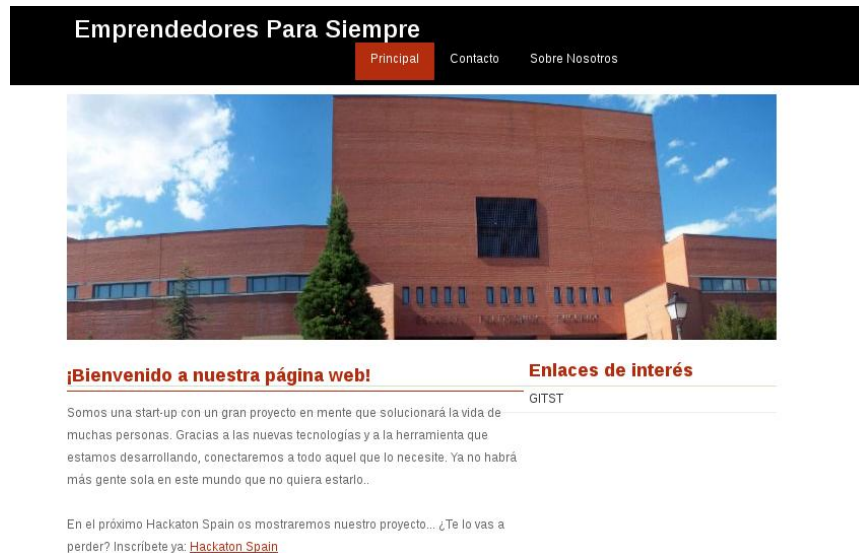 Emprendedores Para Siempre
Principal Contacto Sobre Nosotros
¡Bienvenido a nuestra página web!
Somos una start-up con un gran proyecto en mente que solucionará la vida de
muchas personas. Gracias a las nuevas tecnologías y a la herramienta que
estamos desarrollando, conectaremos a todo aquel que lo necesite. Ya no habrá
más gente sola en este mundo que no quiera estarlo..
En el próximo Hackaton Spain os mostraremos nuestro proyecto... ¿Te lo vas a
perder? Inscríbete ya: Hackaton Spain
Enlaces de interés
GITST